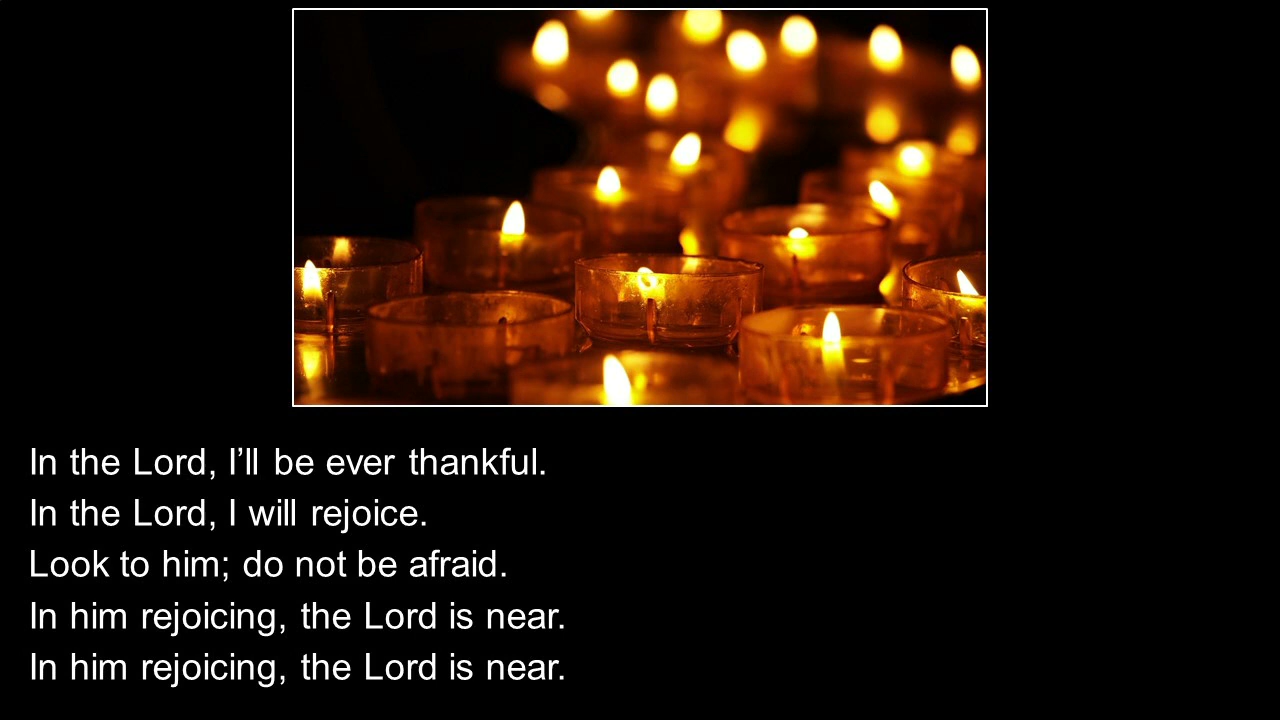 In the Lord, I’ll be ever thankful.
In the Lord, I will rejoice.
Look to him; do not be afraid.
In him rejoicing, the Lord is near.
In him rejoicing, the Lord is near.